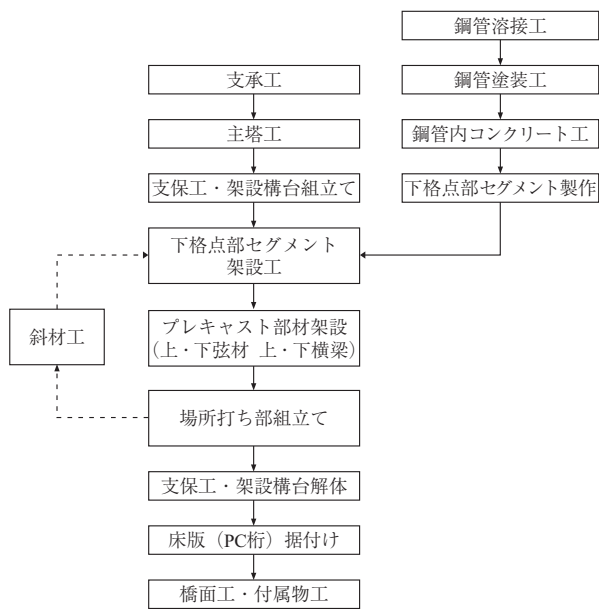 鋼管溶接工
鋼管塗装工
鋼管内コンクリート工
下格点部セグメント製作
支承工
主塔工
支保工・架設構台組立て
下格点部セグメント
架設工
プレキャスト部材架設
（上・下弦材 上・下横梁）
斜材工
場所打ち部組立て
支保工・架設構台解体
床版（PC桁）据付け
橋面工・付属物工